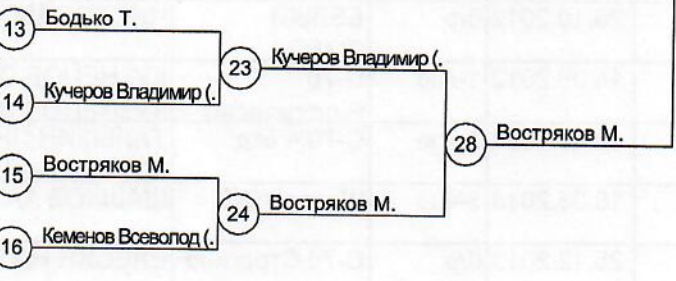 13 Бодько Т.
14 Кучеров Владимир (.
23 Кучеров Владимир (.
28 Востряков М.
15 Востряков М.
24 Востряков М.
16 Кеменов Всеволод (.